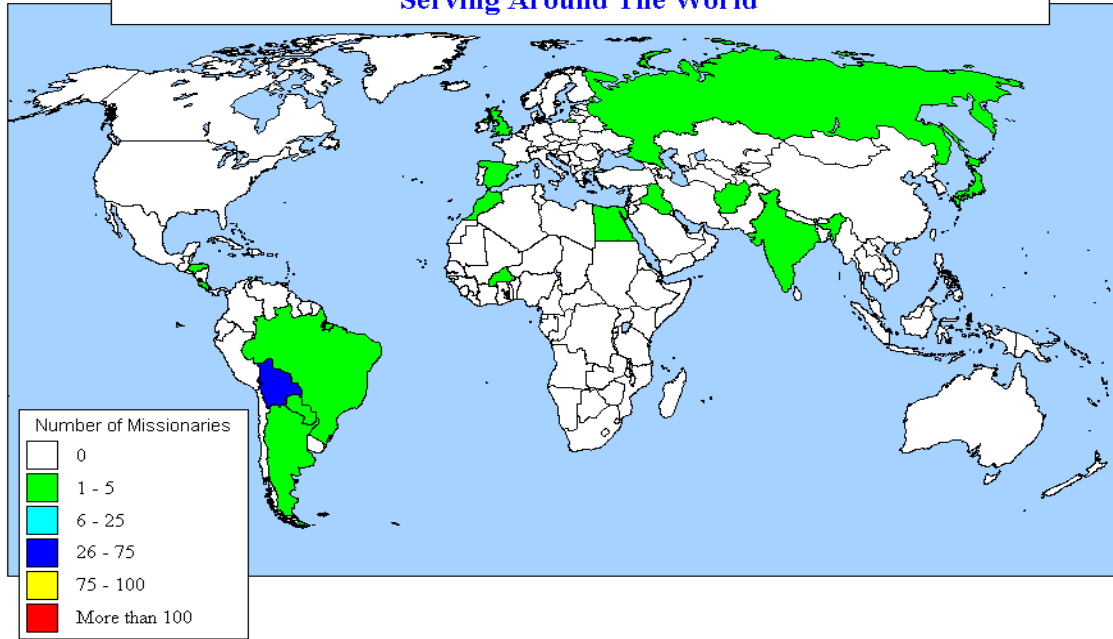 Serving Around The World
Number of Missionaries
0
1 - 5
6 - 25
26 - 75
75 - 100
More than 100